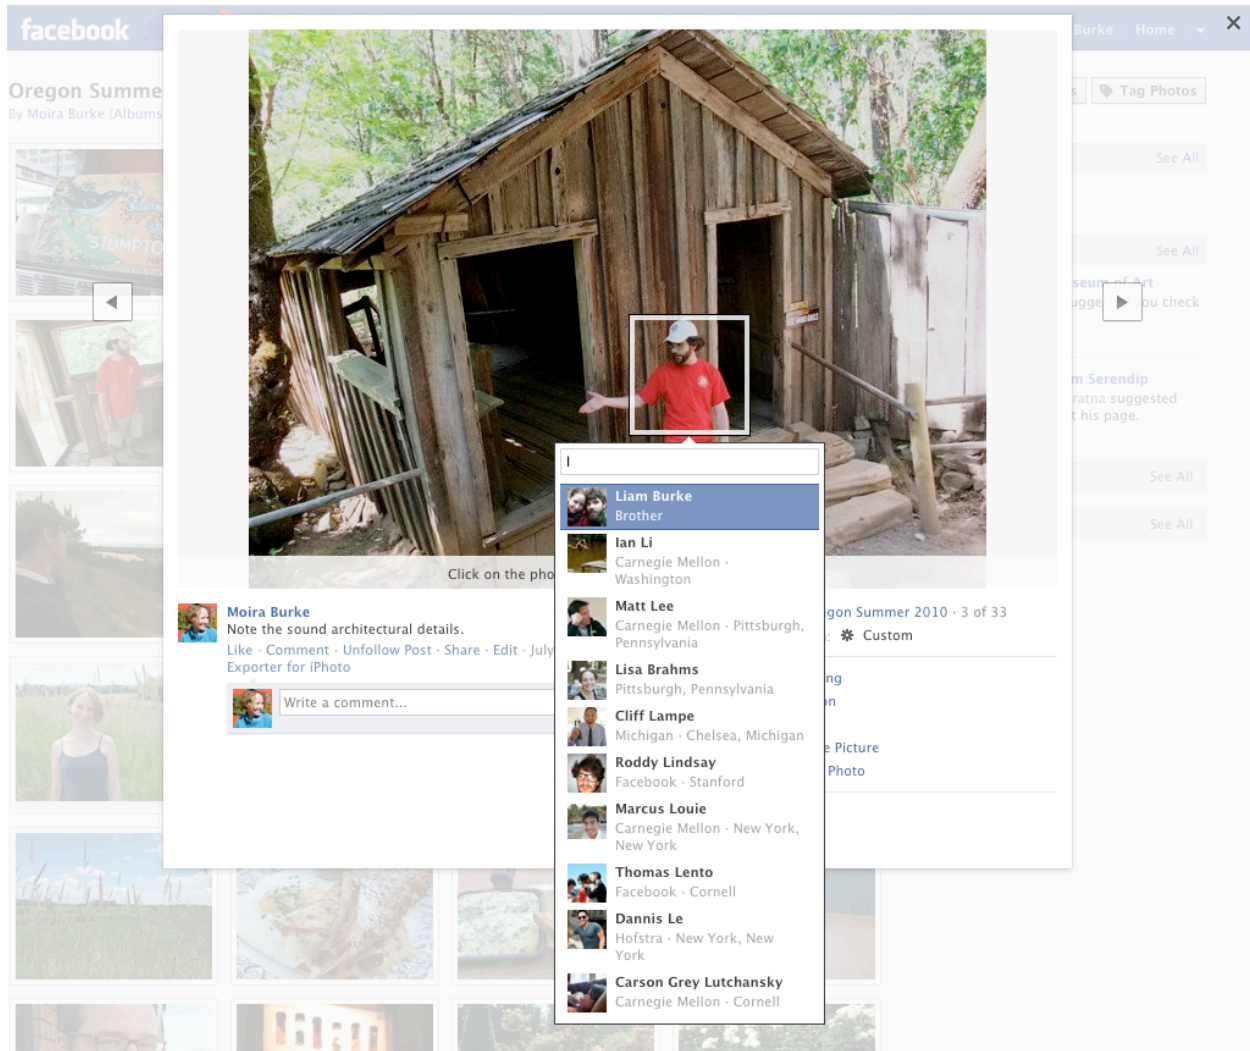 facebook
Burke
Home
Oregon Summe
By Moira Burke (Albums
s
Tag Photos
See All
STUMPTO
See All
seum of Art
ugge
ou check
m Serendip
ratna suggested
t his page.
See All
See All
l
Liam Burke
Brother
Ian Li
Carnegie Mellon ·
Washington
Matt Lee
Carnegie Mellon · Pittsburgh,
Pennsylvania
Lisa Brahms
Pittsburgh, Pennsylvania
Cliff Lampe
Michigan · Chelsea, Michigan
Roddy Lindsay
Facebook · Stanford
Marcus Louie
Carnegie Mellon · New York,
New York
Thomas Lento
Facebook · Cornell
Dannis Le
Hofstra · New York, New
York
Carson Grey Lutchansky
Carnegie Mellon · Cornell
Click on the pho
Moira Burke
Note the sound architectural details.
Like · Comment · Unfollow Post · Share · Edit · July
Exporter for iPhoto
Write a comment...
gon Summer 2010 · 3 of 33
: Custom
ng
on
e Picture
Photo